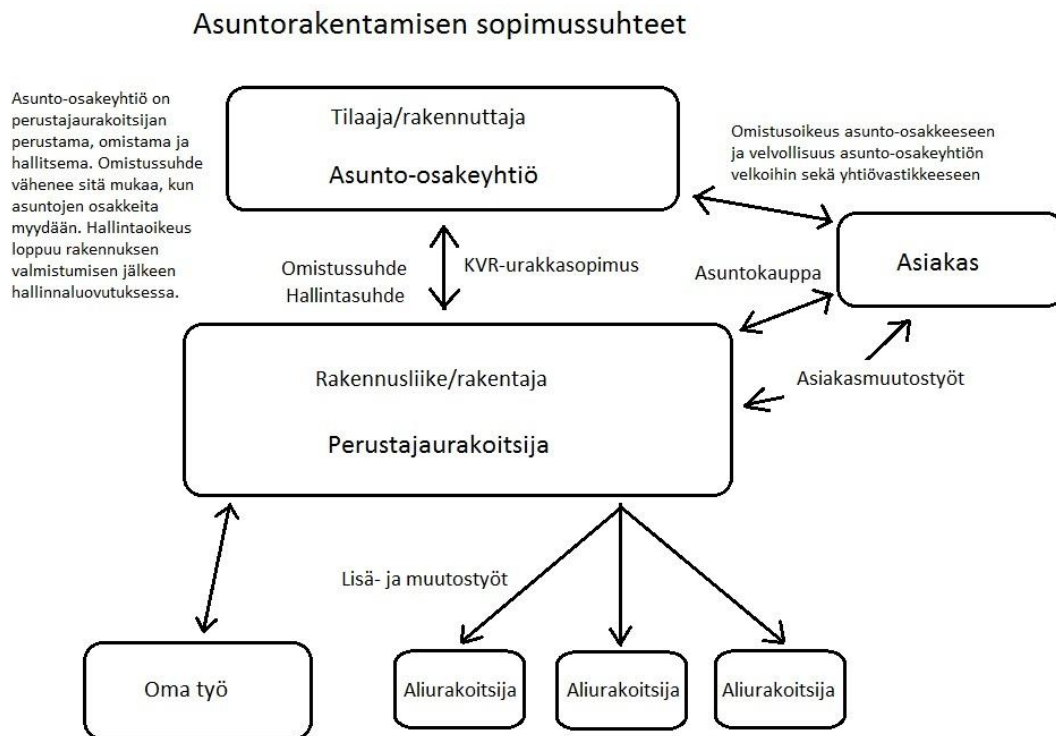 Asuntorakentamisen sopimussuhteet
Asunto-osakeyhtiö on
perustajaurakoitsijan
perustama, omistama ja
hallitsema. Omistussuhde
vähenee sitä mukaa, kun
asuntojen osakkeita
myydään. Hallintaoikeus
loppuu rakennuksen
valmistumisen jälkeen
hallinnaluovutuksessa.
Tilaaja/rakennuttaja
Asunto-osakeyhtiö
Omistusoikeus asunto-osakkeeseen
ja velvollisuus asunto-osakeyhtiön
velkoihin sekä yhtiövastikkeeseen
Asiakas
Omistussuhde
Hallintasuhde
KVR-urakkasopimus
Asuntokauppa
Rakennusliike/rakentaja
Perustajaurakoitsija
Asiakasmuutostyöt
Lisä- ja muutostyöt
Oma työ
Aliurakoitsija
Aliurakoitsija
Aliurakoitsija